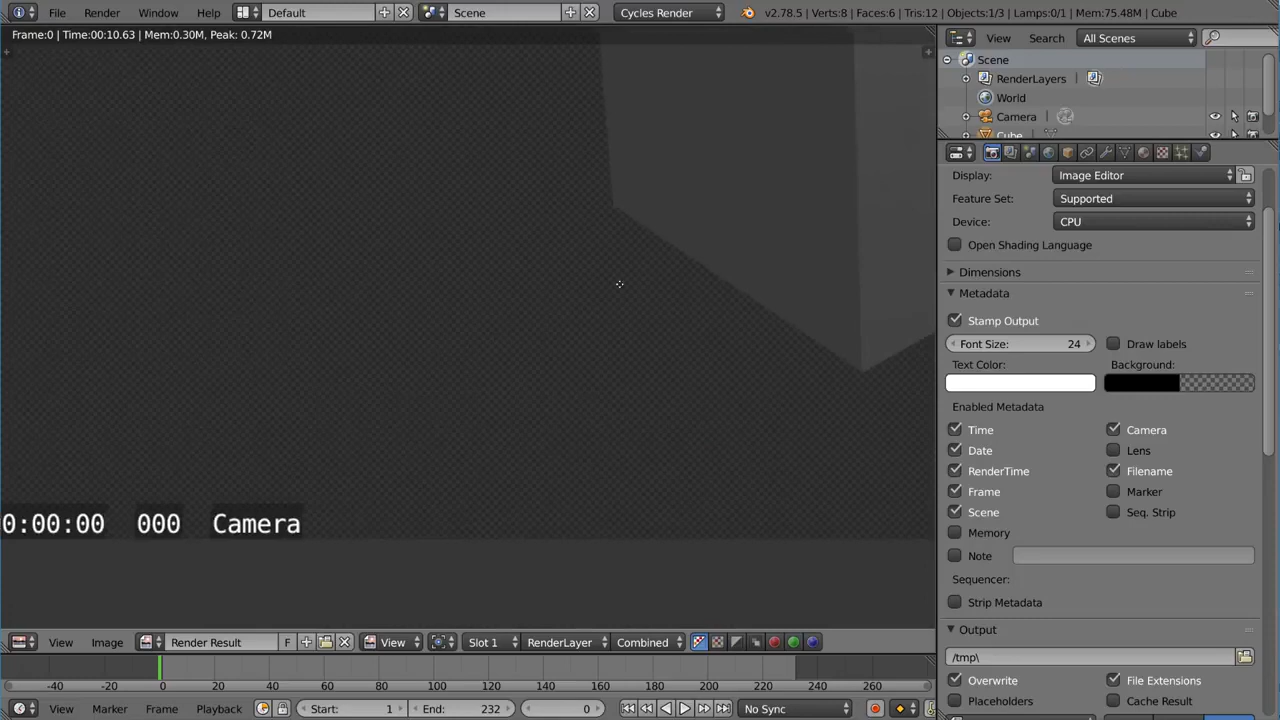 File Render Window Help Default Scene Cycles Render v2.78.5 | Verts:8 | Faces:6 | Tris:12 | Objects:1/3 | Lamps:0/1 | Mem:75.48M | Cube
Frame:0 | Time:00:10.63 | Mem:0.30M, Peak: 0.72M
View Search All Scenes
Scene
RenderLayers
World
Camera
Cube
Display: Image Editor
Feature Set: Supported
Device: CPU
Open Shading Language
Dimensions
Metadata
Stamp Output
Font Size: 24 Draw labels
Text Color: Background:
Enabled Metadata
Time Camera
Date Lens
RenderTime Filename
Frame Marker
Scene Seq. Strip
Memory
Note
Sequencer:
Strip Metadata
Output
/tmp\
Overwrite File Extensions
Placeholders Cache Result
0:00:00 000 Camera
View Image Render Result F View Slot 1 RenderLayer Combined
-40 -20 0 20 40 60 80 100 120 140 160 180 200 220 240 260
View Marker Frame Playback Start: 1 End: 232 0 No Sync